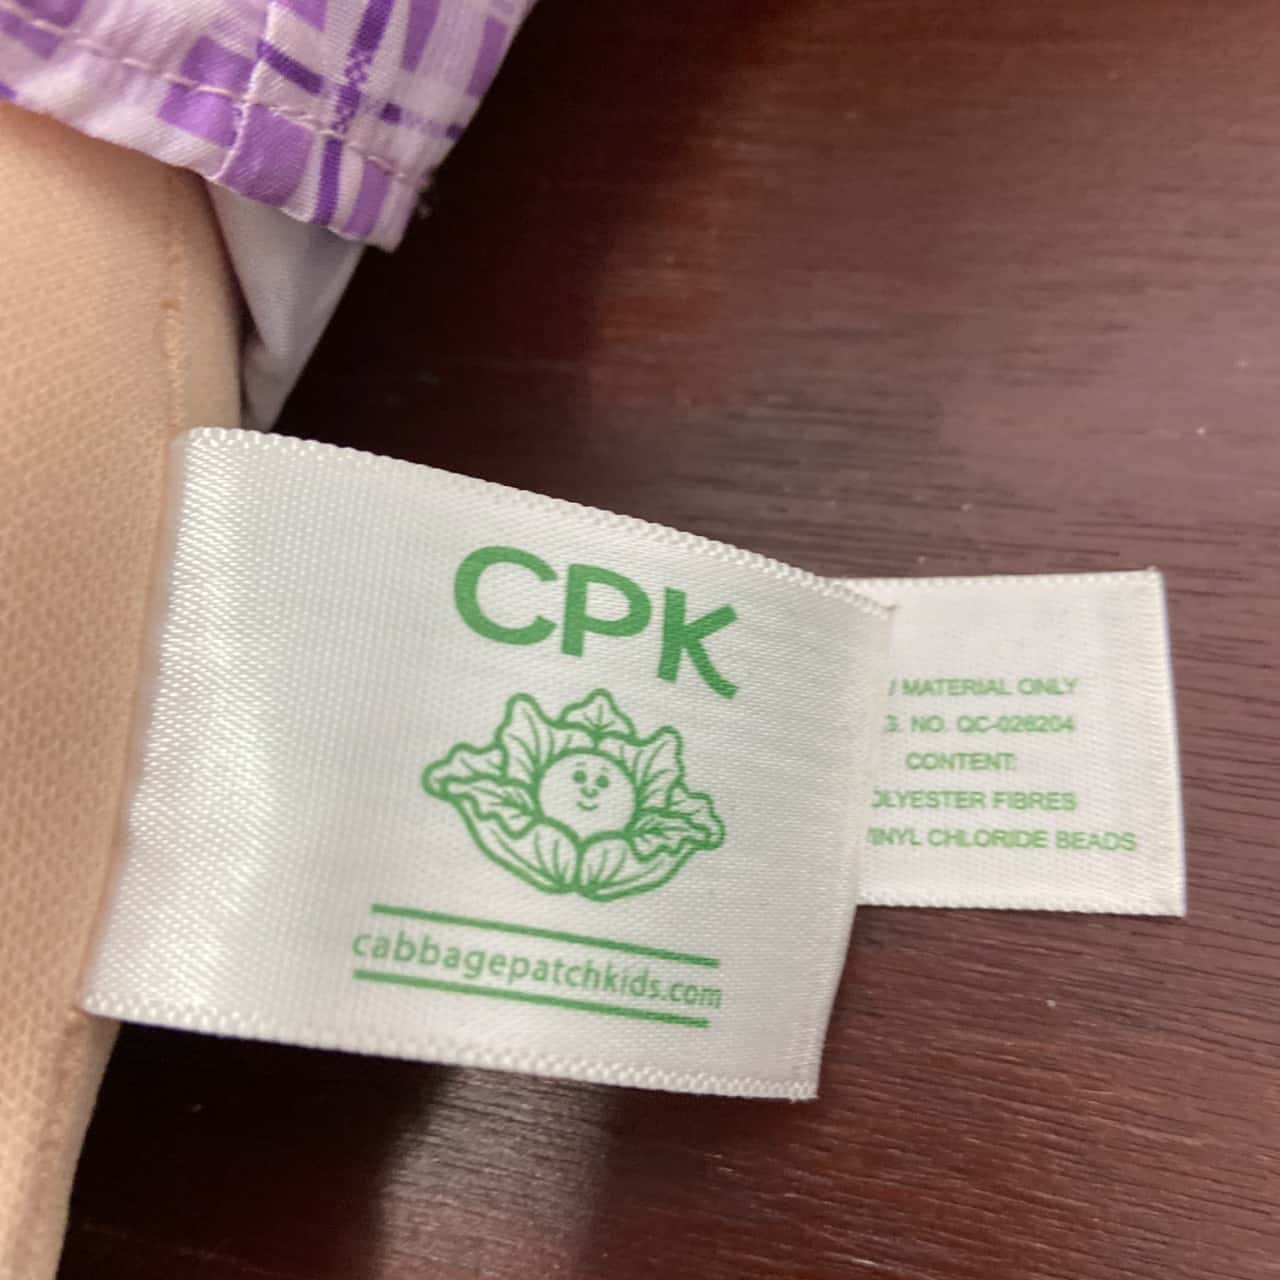 CPK
cabbagepatchkids.com
MATERIAL ONLY
NO. QC-026204
CONTENT:
OLYESTER FIBRES
INYL CHLORIDE BEADS